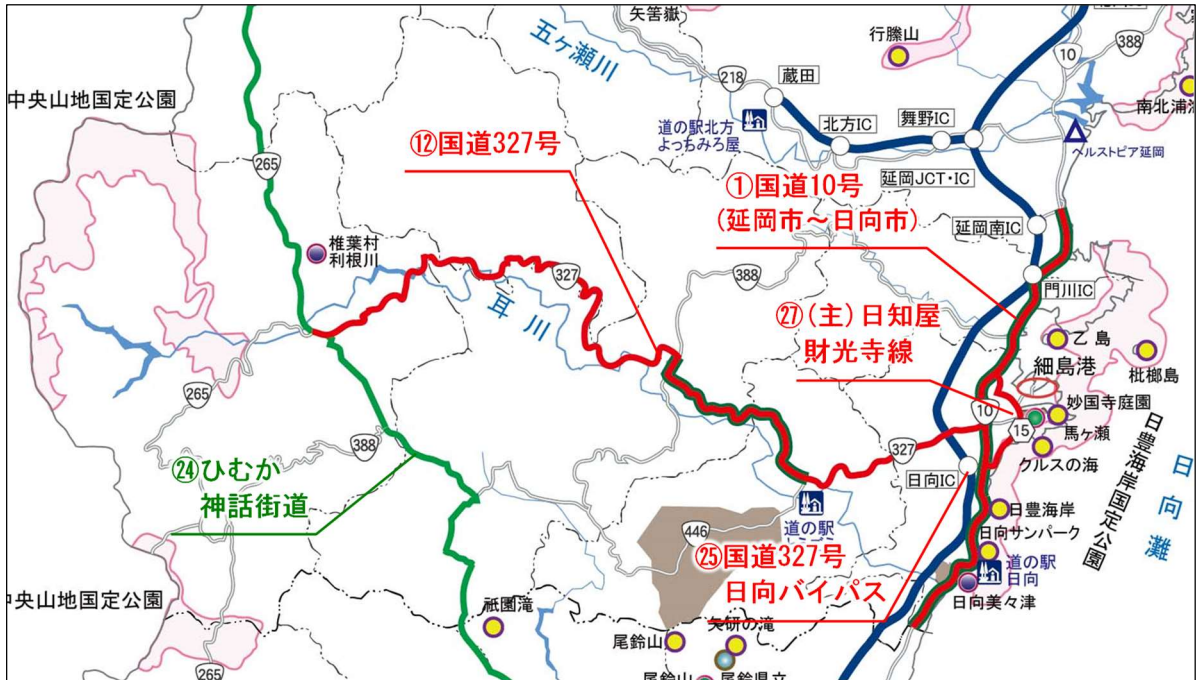 矢筈嶽
五ヶ瀬川
行縢山
10
388
218
蔵田
中央山地国定公園
道の駅北方
よっちみろ屋
北方IC
舞野IC
南北浦
ヘルストピア延岡
⑫国道327号
265
延岡JCT・IC
①国道10号
(延岡市～日向市)
延岡南IC
椎葉村
利根川
327
388
門川IC
耳川
㉗(主)日知屋
財光寺線
乙島
細島港
枇榔島
265
10
妙国寺庭園
15
馬ヶ瀬
388
327
クルスの海
㉔ひむか
神話街道
日向IC
日豊海岸国定公園
日向灘
道の駅
446
日豊海岸
日向サンパーク
㉕国道327号
日向バイパス
道の駅
日向
日向美々津
中央山地国定公園
祇園滝
尾鈴山
矢研の滝
265
尾鈴山
尾鈴県立